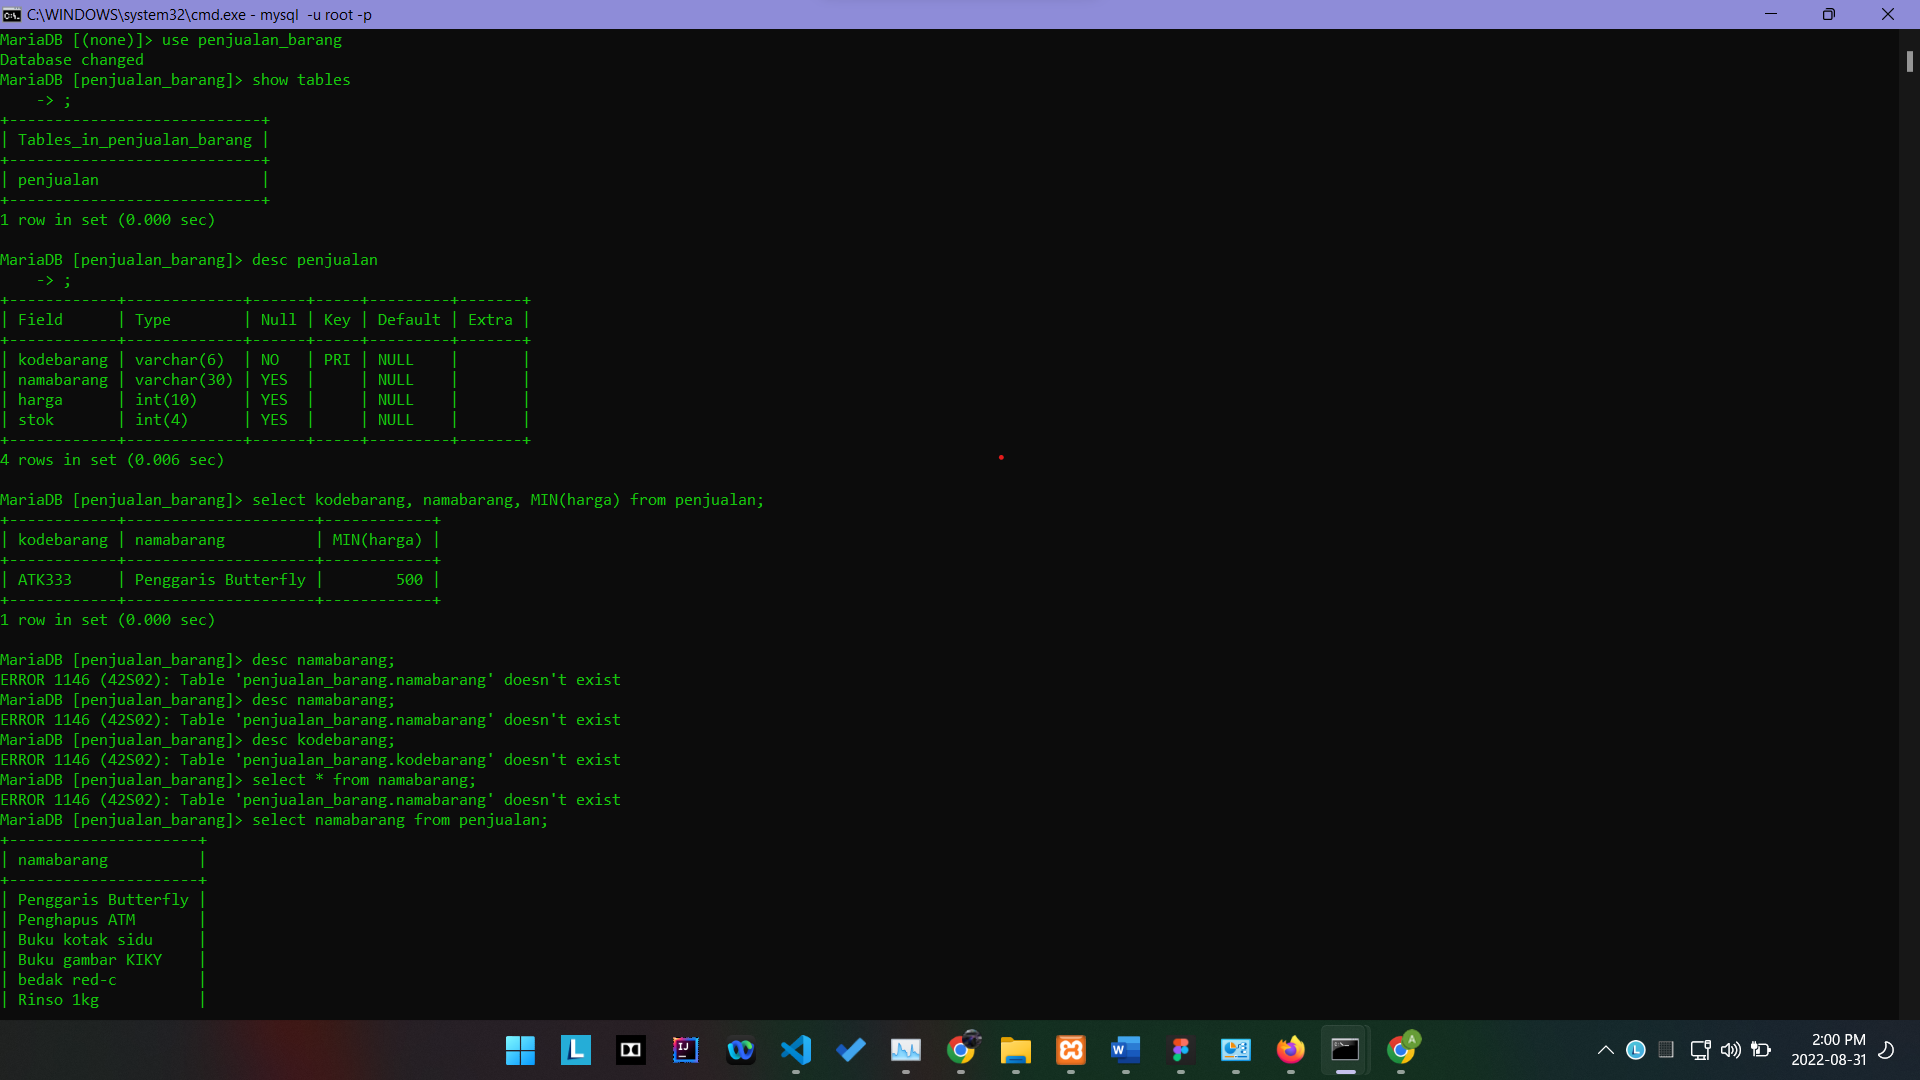 C:\WINDOWS\system32\cmd.exe - mysql  -u root -p
MariaDB [(none)]> use penjualan_barang
Database changed
MariaDB [penjualan_barang]> show tables
    -> ;
+----------------------------+
| Tables_in_penjualan_barang |
+----------------------------+
| penjualan                  |
+----------------------------+
1 row in set (0.000 sec)

MariaDB [penjualan_barang]> desc penjualan
    -> ;
+------------+-------------+------+-----+---------+-------+
| Field      | Type        | Null | Key | Default | Extra |
+------------+-------------+------+-----+---------+-------+
| kodebarang | varchar(6)  | NO   | PRI | NULL    |       |
| namabarang | varchar(30) | YES  |     | NULL    |       |
| harga      | int(10)     | YES  |     | NULL    |       |
| stok       | int(4)      | YES  |     | NULL    |       |
+------------+-------------+------+-----+---------+-------+
4 rows in set (0.006 sec)

MariaDB [penjualan_barang]> select kodebarang, namabarang, MIN(harga) from penjualan;
+------------+---------------------+------------+
| kodebarang | namabarang          | MIN(harga) |
+------------+---------------------+------------+
| ATK333     | Penggaris Butterfly |        500 |
+------------+---------------------+------------+
1 row in set (0.000 sec)

MariaDB [penjualan_barang]> desc namabarang;
ERROR 1146 (42S02): Table 'penjualan_barang.namabarang' doesn't exist
MariaDB [penjualan_barang]> desc namabarang;
ERROR 1146 (42S02): Table 'penjualan_barang.namabarang' doesn't exist
MariaDB [penjualan_barang]> desc kodebarang;
ERROR 1146 (42S02): Table 'penjualan_barang.kodebarang' doesn't exist
MariaDB [penjualan_barang]> select * from namabarang;
ERROR 1146 (42S02): Table 'penjualan_barang.namabarang' doesn't exist
MariaDB [penjualan_barang]> select namabarang from penjualan;
+---------------------+
| namabarang          |
+---------------------+
| Penggaris Butterfly |
| Penghapus ATM       |
| Buku kotak sidu     |
| Buku gambar KIKY    |
| bedak red-c         |
| Rinso 1kg           |
2:00 PM
2022-08-31